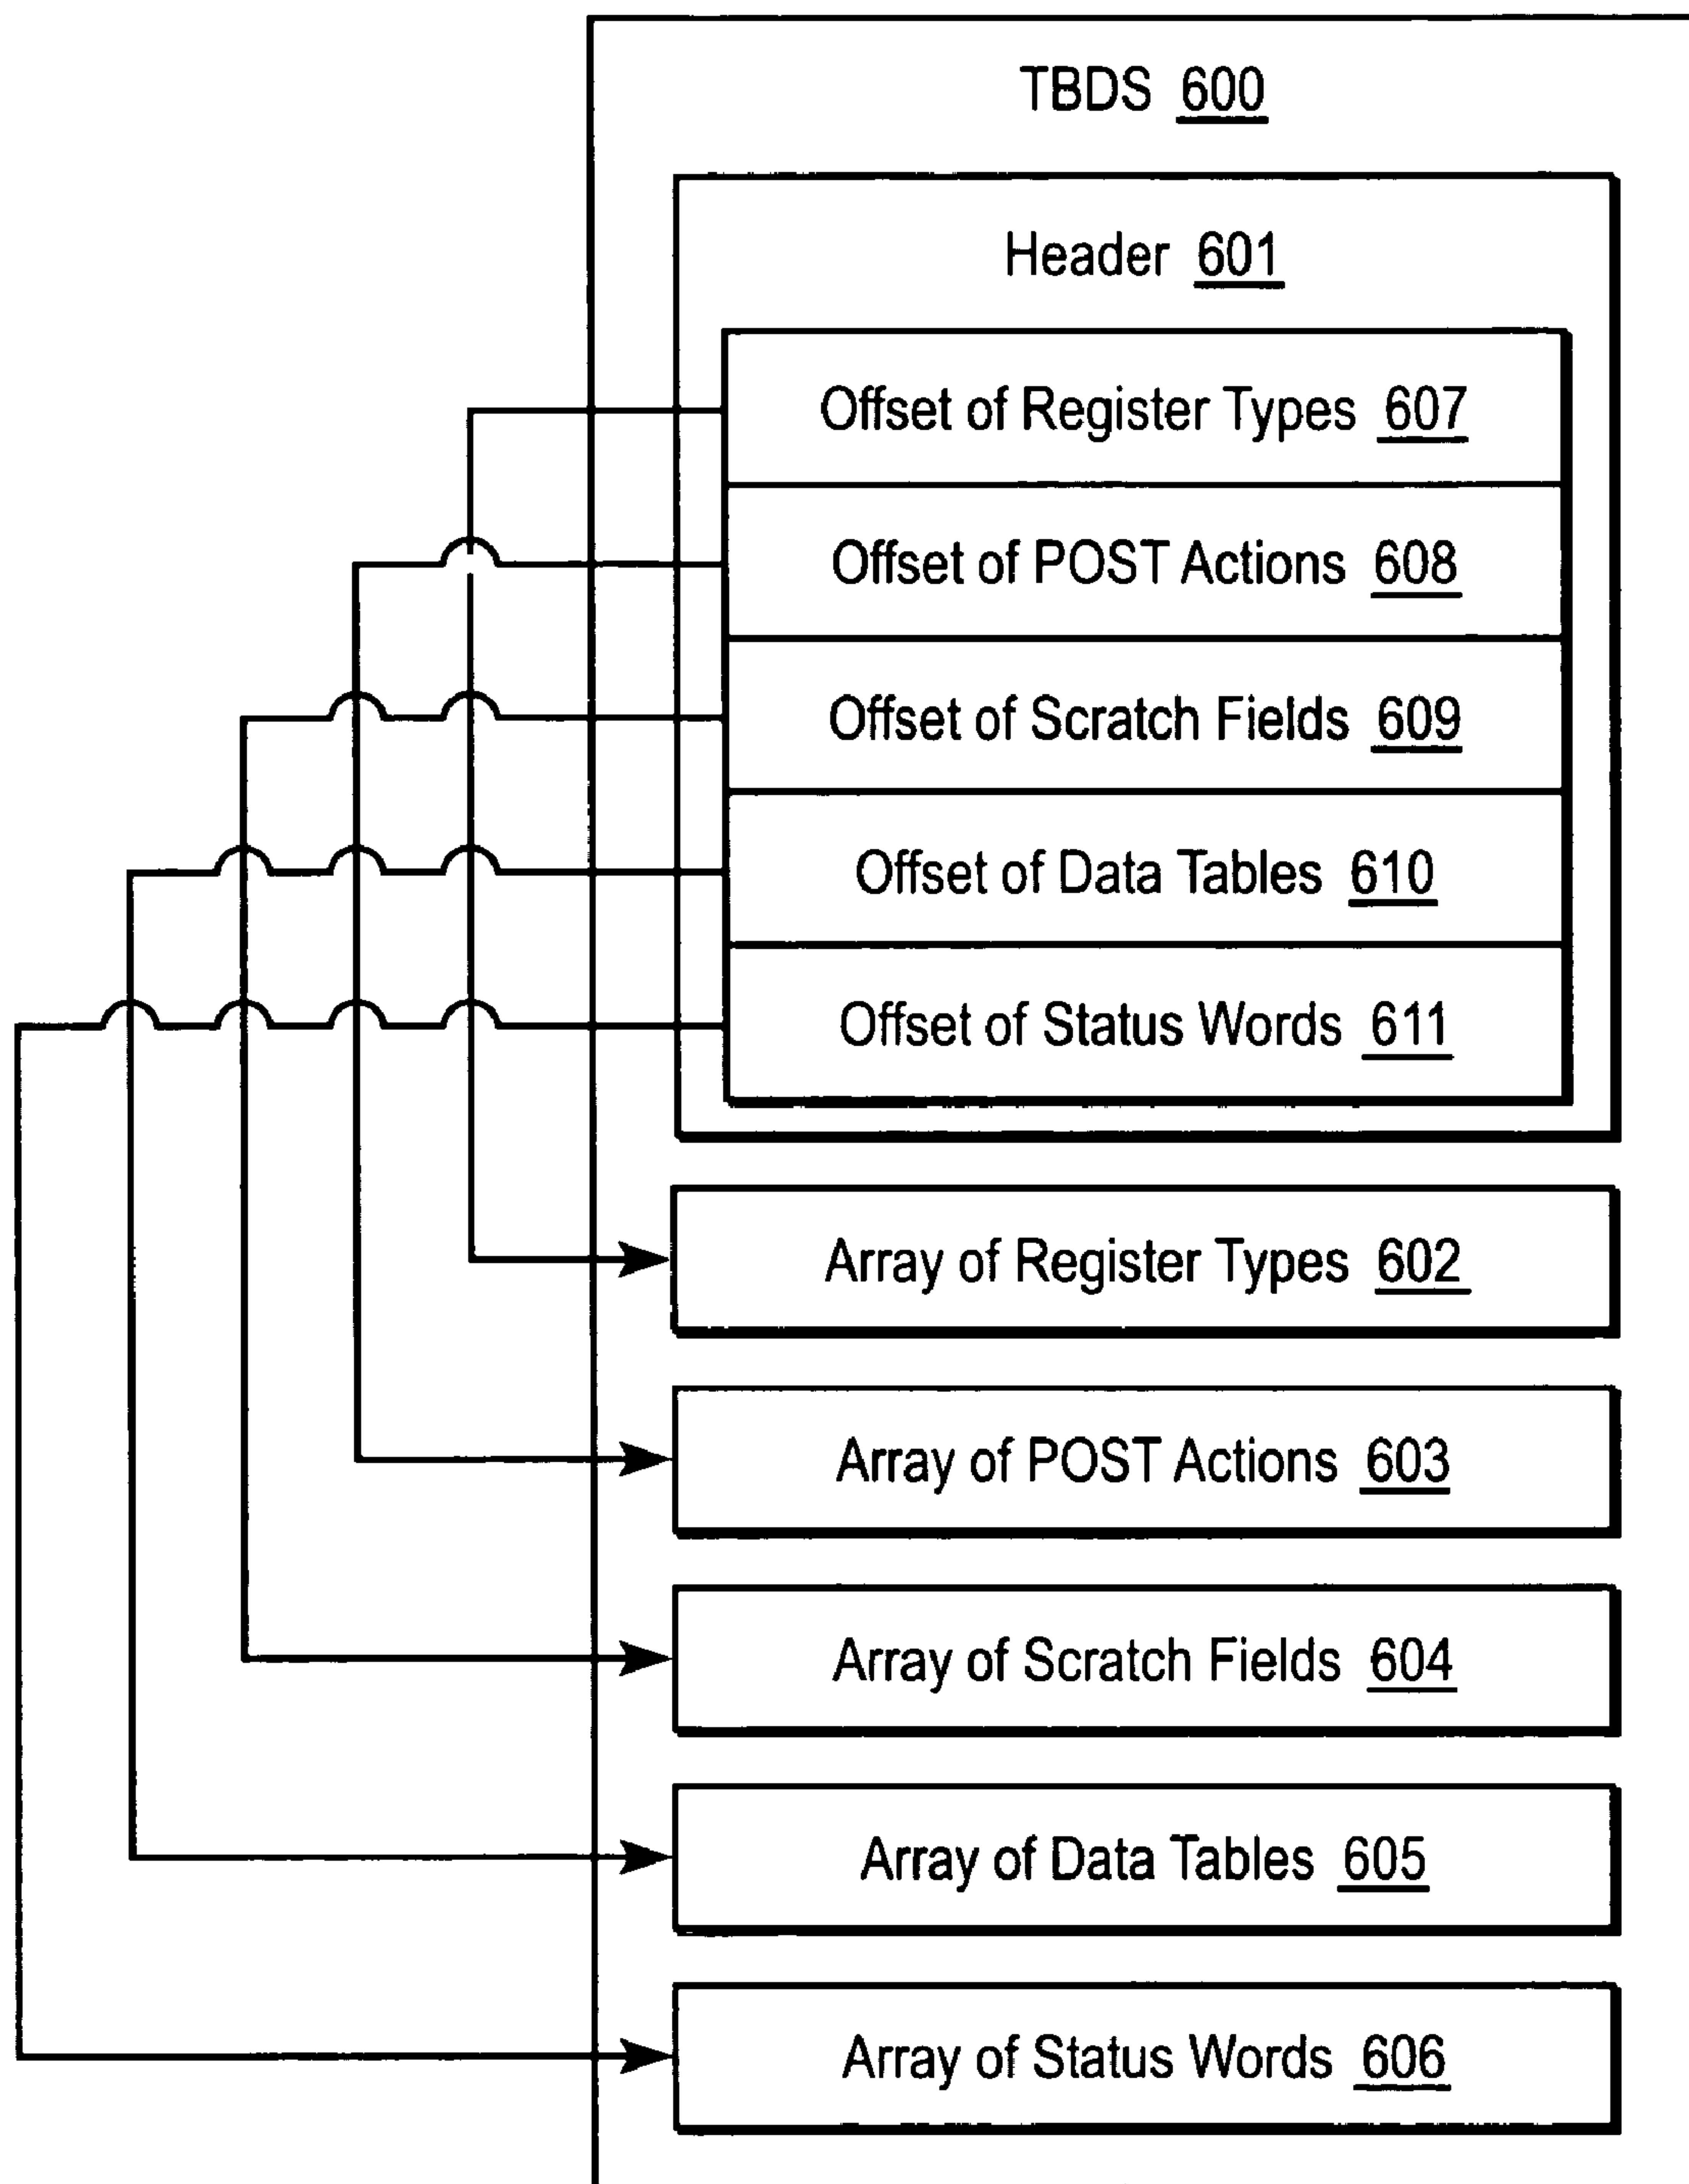 TBDS 600
Header 601
Offset of Register Types 607
Offset of POST Actions 608
Offset of Scratch Fields 609
Offset of Data Tables 610
Offset of Status Words 611
Array of Register Types 602
Array of POST Actions 603
Array of Scratch Fields 604
Array of Data Tables 605
Array of Status Words 606